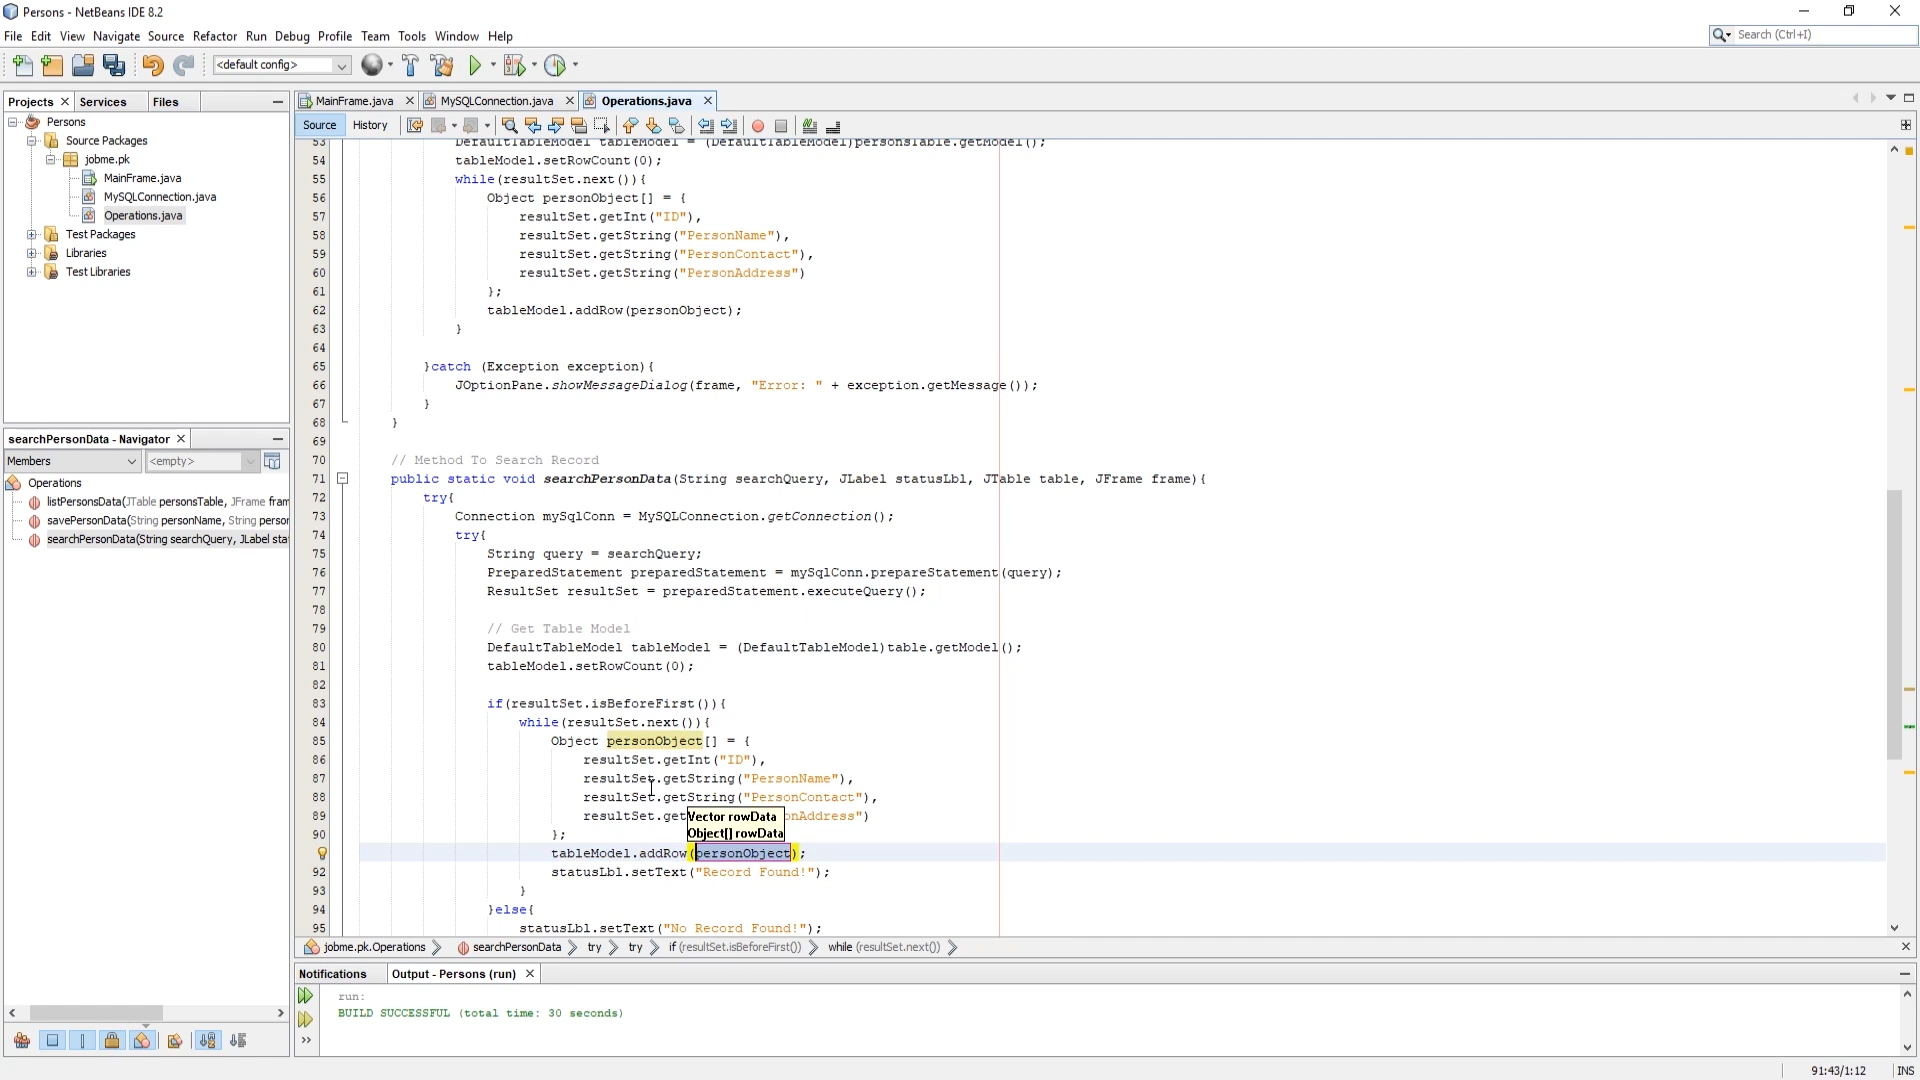 Persons - NetBeans IDE 8.2
File Edit View Navigate Source Refactor Run Debug Profile Team Tools Window Help
Search (Ctrl+I)
<default config>
Projects Services Files
MainFrame.java MySQLConnection.java Operations.java
Source History
Persons
Source Packages
jobme.pk
MainFrame.java
MySQLConnection.java
Operations.java
Test Packages
Libraries
Test Libraries
searchPersonData - Navigator
Members <empty>
Operations
listPersonsData(JTable personsTable, JFrame fram
savePersonData(String personName, String person
searchPersonData(String searchQuery, JLabel stat
53 DefaultTableModel tableModel = (DefaultTableModel)personsTable.getModel();
54 tableModel.setRowCount(0);
55 while(resultSet.next()){
56 Object personObject[] = {
57 resultSet.getInt("ID"),
58 resultSet.getString("PersonName"),
59 resultSet.getString("PersonContact"),
60 resultSet.getString("PersonAddress")
61 };
62 tableModel.addRow(personObject);
63 }
64
65 }catch (Exception exception){
66 JOptionPane.showMessageDialog(frame, "Error: " + exception.getMessage());
67 }
68 }
69
70 // Method To Search Record
71 public static void searchPersonData(String searchQuery, JLabel statusLbl, JTable table, JFrame frame){
72 try{
73 Connection mySqlConn = MySQLConnection.getConnection();
74 try{
75 String query = searchQuery;
76 PreparedStatement preparedStatement = mySqlConn.prepareStatement(query);
77 ResultSet resultSet = preparedStatement.executeQuery();
78
79 // Get Table Model
80 DefaultTableModel tableModel = (DefaultTableModel)table.getModel();
81 tableModel.setRowCount(0);
82
83 if(resultSet.isBeforeFirst()){
84 while(resultSet.next()){
85 Object personObject[] = {
86 resultSet.getInt("ID"),
87 resultSet.getString("PersonName"),
88 resultSet.getString("PersonContact"),
89 resultSet.get Vector rowData onAddress")
90 }; Object[] rowData
tableModel.addRow(personObject);
92 statusLbl.setText("Record Found!");
93 }
94 }else{
95 statusLbl.setText("No Record Found!");
jobme.pk.Operations searchPersonData try try if (resultSet.isBeforeFirst()) while (resultSet.next())
Notifications Output - Persons (run)
run:
BUILD SUCCESSFUL (total time: 30 seconds)
91:43/1:12 INS